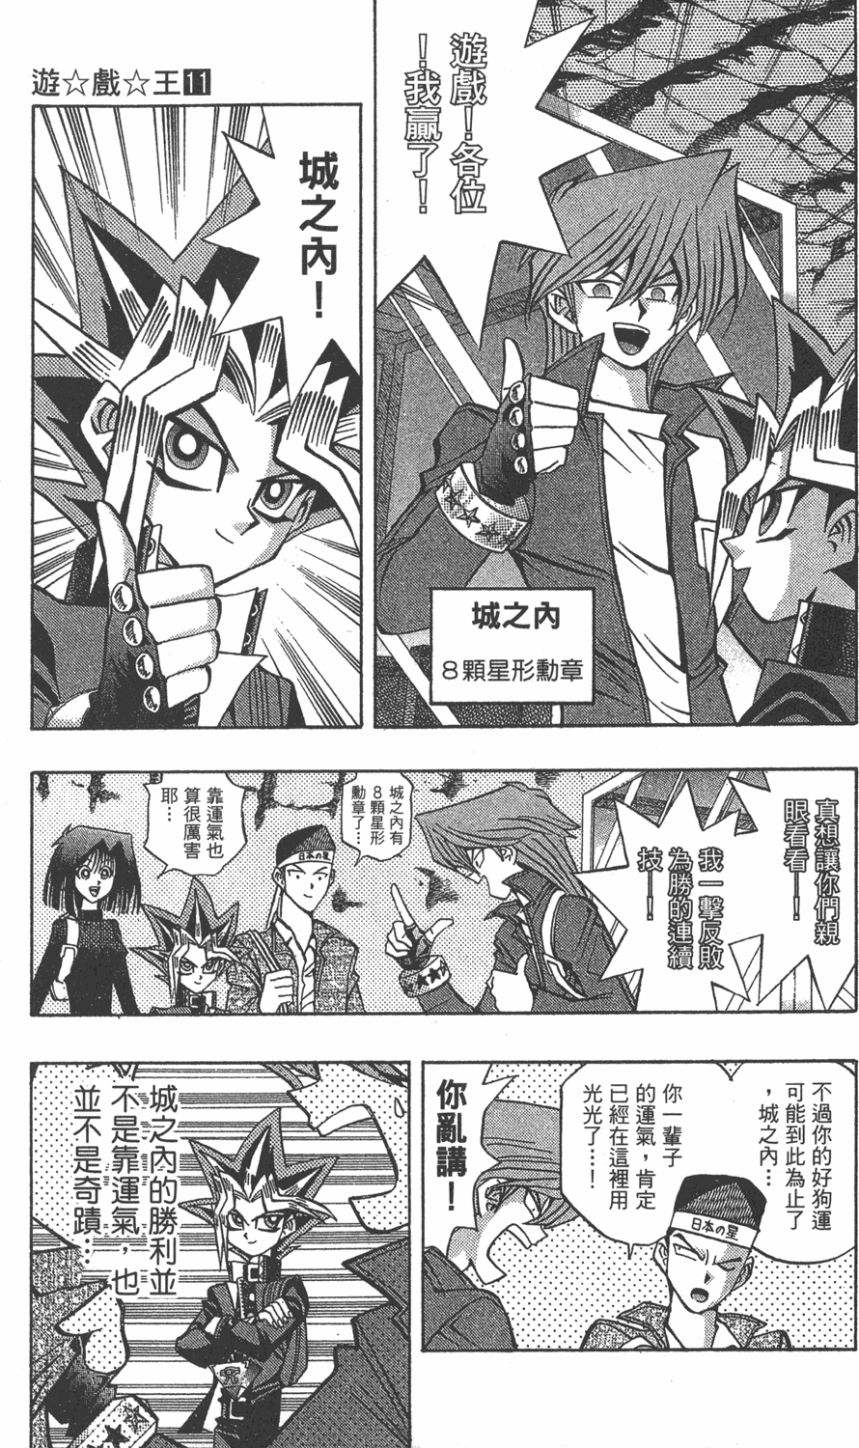 遊☆戲☆王11
遊戲！各位
！我贏了！
城之內
８顆星形勳章
城之內！
真想讓你們親
眼看看！
我一擊反敗
為勝的連續
技！
城之內有
８顆星形
勳章了…
日本の星
靠運氣也
算很厲害
耶…
不過你的好狗運
可能到此為止了
，城之內…
你一輩子
的運氣，肯定
已經在這裡用
光光了…！
日本の星
你亂講！
城之內的勝利並
不是靠運氣，也
並不是奇蹟…